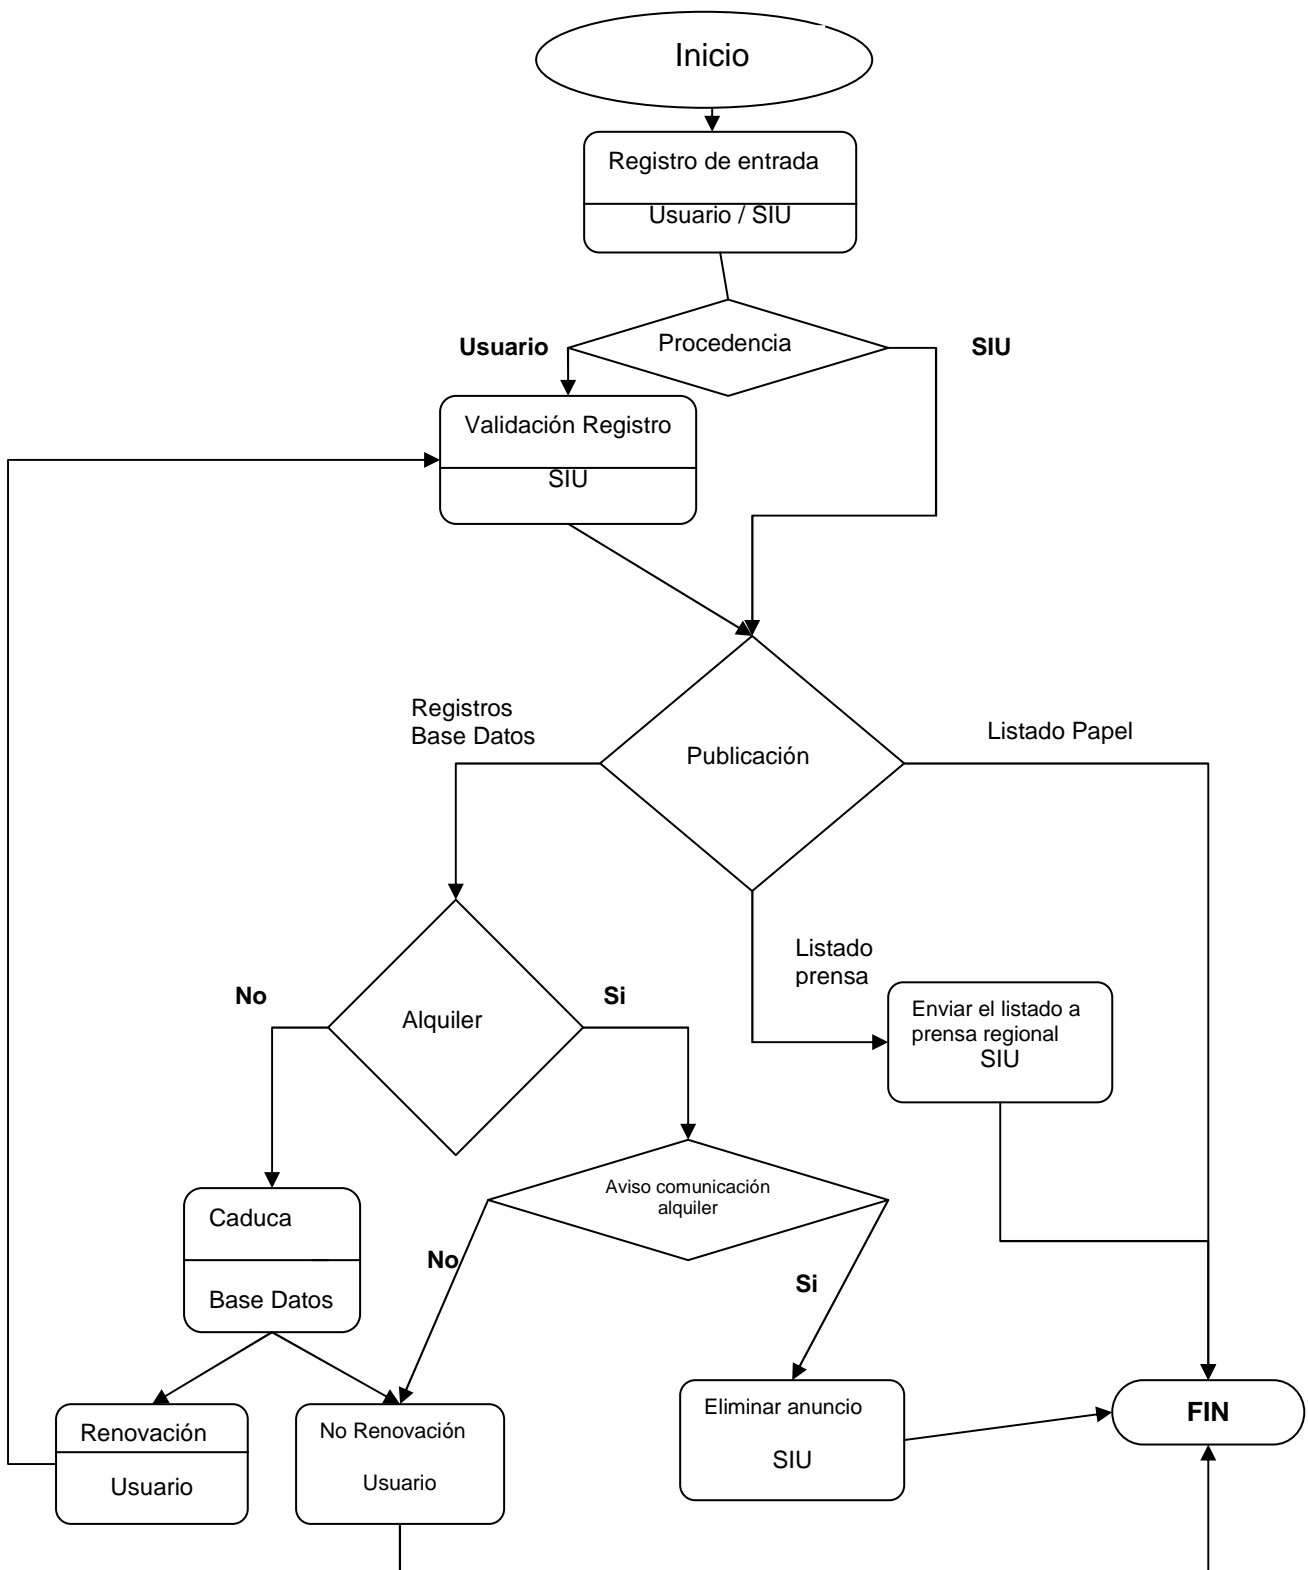 Inicio
Registro de entrada
Usuario / SIU
Usuario
Procedencia
SIU
Validación Registro
SIU
Registros
Base Datos
Publicación
Listado Papel
Listado
prensa
No
Alquiler
Si
Enviar el listado a
prensa regional
SIU
Caduca
Base Datos
Aviso comunicación
alquiler
No
Si
Renovación
Usuario
No Renovación
Usuario
Eliminar anuncio
SIU
FIN